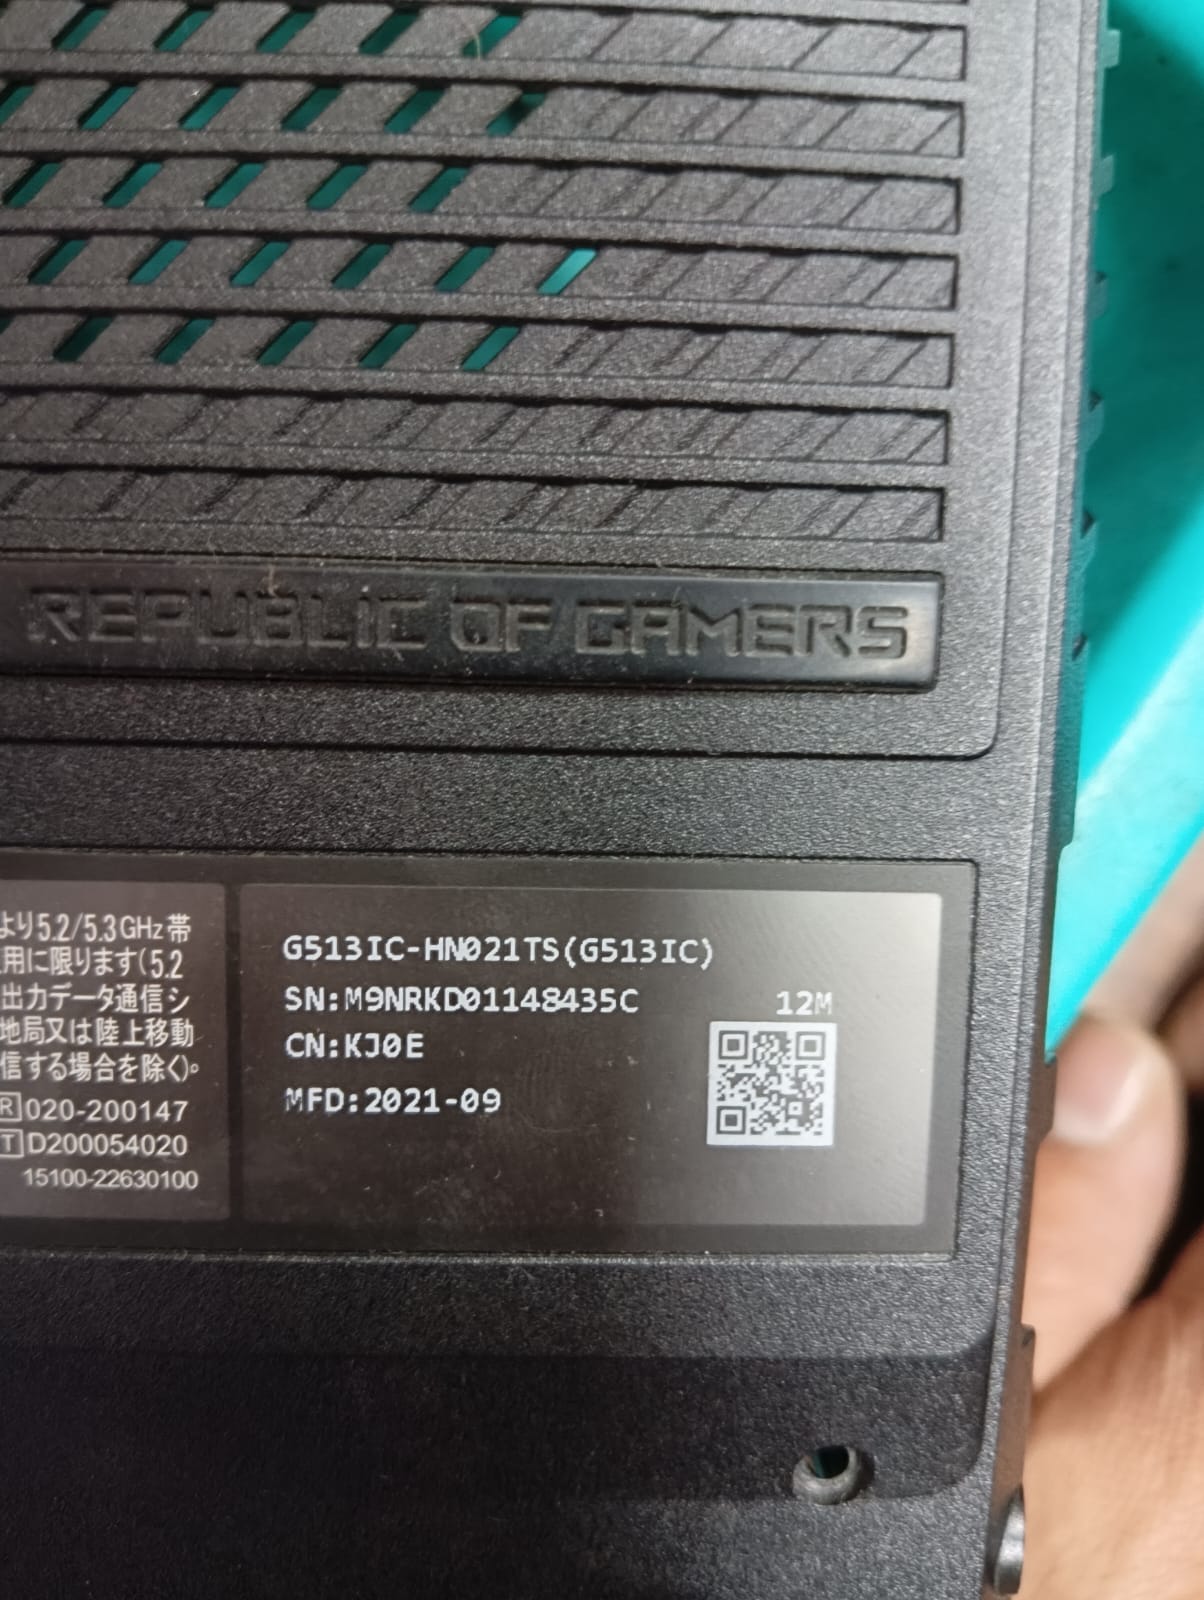 REPUBLIC OF GAMERS
より5.2/5.3GHz帯
用に限ります(5.2
出力データ通信シ
地局又は陸上移動
信する場合を除く)。
R 020-200147
T D200054020
15100-22630100
G513IC-HN021TS(G513IC)
SN:M9NRKD01148435C
12M
CN:KJ0E
MFD:2021-09